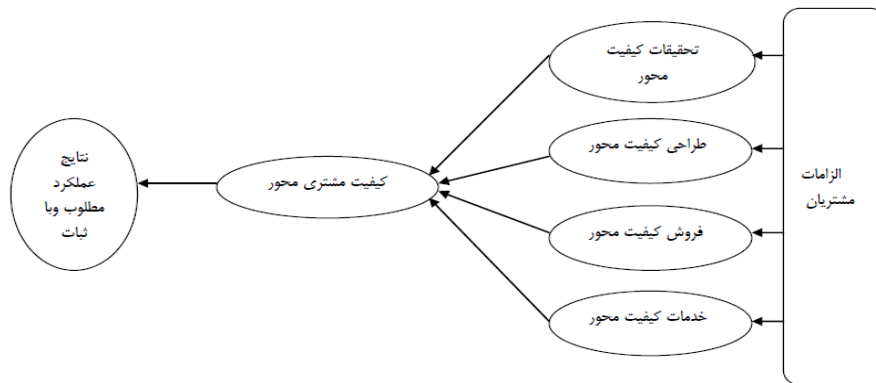 تحقیقات کیفیت
محور
طراحی کیفیت محور
فروش کیفیت محور
خدمات کیفیت محور
الزامات
مشتریان
کیفیت مشتری محور
نتایج
عملکرد
مطلوب وبا
ثبات